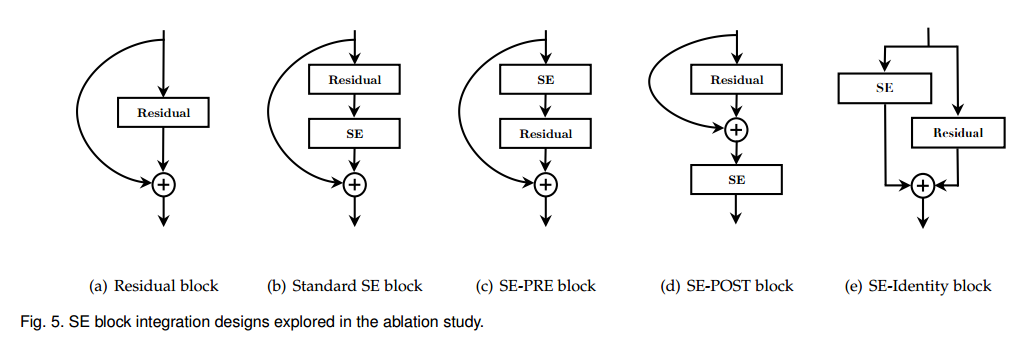 Residual
Residual
SE
SE
Residual
Residual
SE
SE
Residual
(a) Residual block
(b) Standard SE block
(c) SE-PRE block
(d) SE-POST block
(e) SE-Identity block
Fig. 5. SE block integration designs explored in the ablation study.